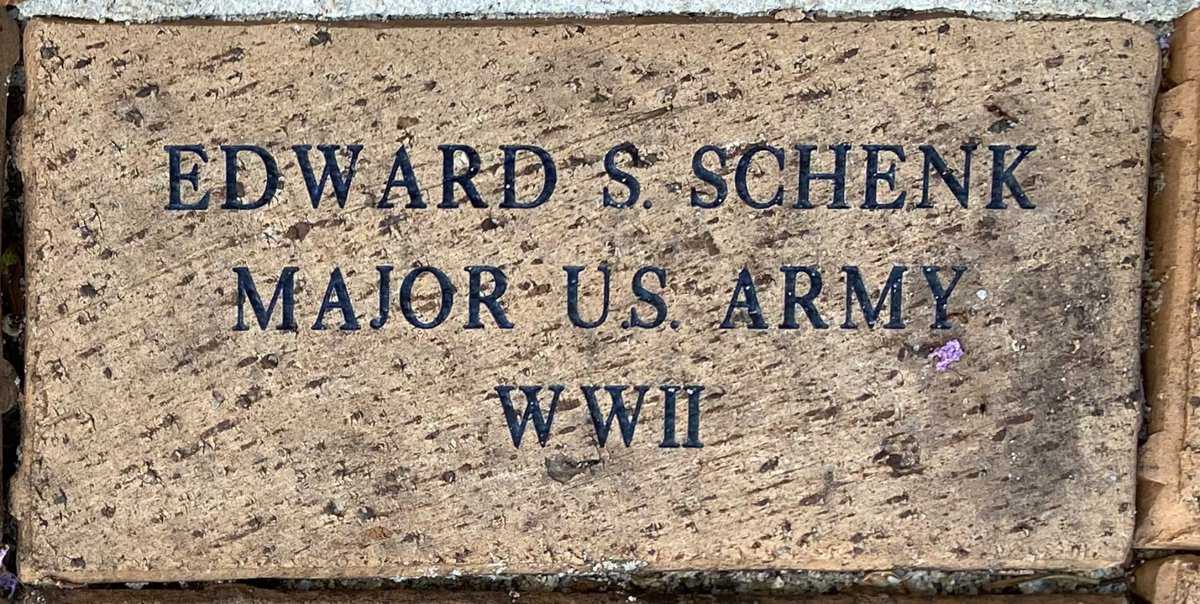 EDWARD S. SCHENK
MAJOR U.S. ARMY
WWII